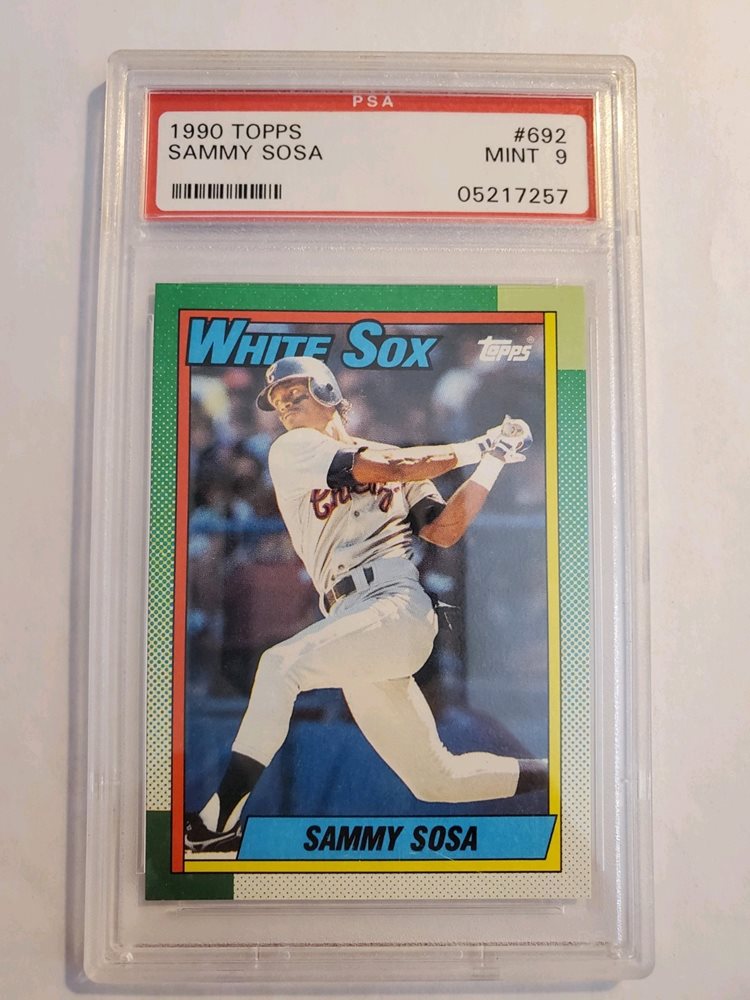 PSA
1990 TOPPS #692
SAMMY SOSA MINT 9
05217257
WHITE SOX
topps®
SAMMY SOSA